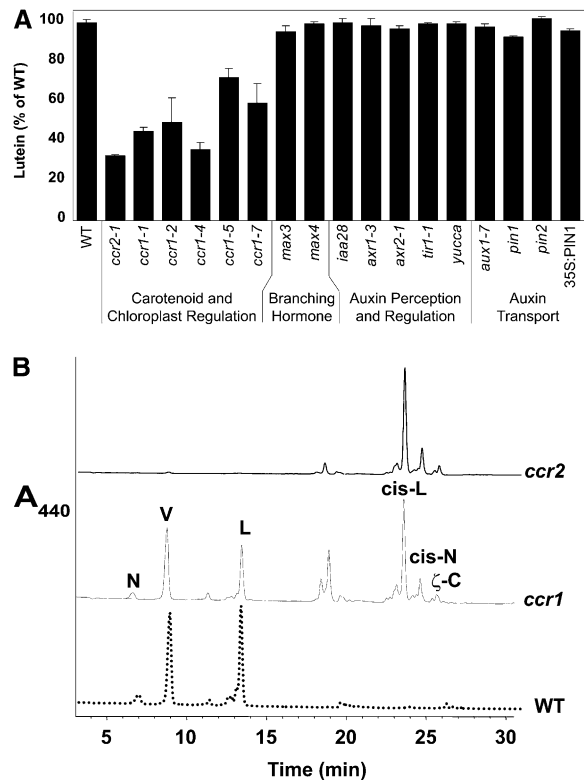 A
100
80
60
40
20
0
Lutein (% of WT)
WT
ccr2-1
ccr1-1
ccr1-2
ccr1-4
ccr1-5
ccr1-7
max3
max4
iaa28
axr1-3
axr2-1
tir1-1
yucca
aux1-7
pin1
pin2
35S:PIN1
Carotenoid and
Chloroplast Regulation
Branching
Hormone
Auxin Perception
and Regulation
Auxin
Transport
B
ccr2
A440
cis-L
V
L
cis-N
N
ζ-C
ccr1
WT
5 10 15 20 25 30
Time (min)